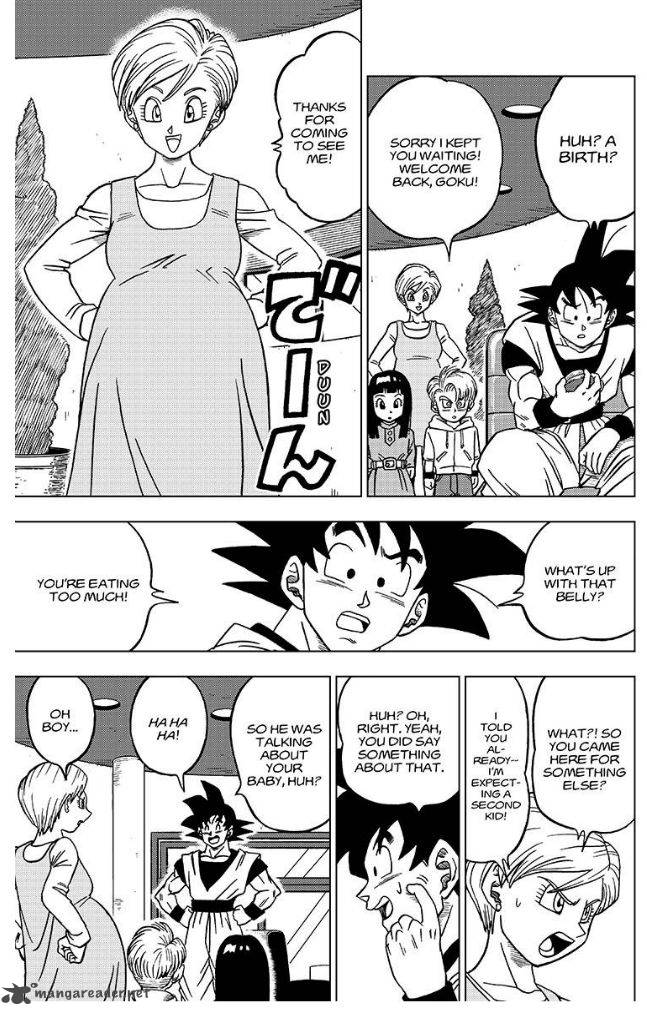 HUH? A
BIRTH?
SORRY I KEPT
YOU WAITING!
WELCOME
BACK, GOKU!
THANKS
FOR
COMING
TO SEE
ME!
でーん
DUUN
WHAT'S UP
WITH THAT
BELLY?
YOU'RE EATING
TOO MUCH!
WHAT?! SO
YOU CAME
HERE FOR
SOMETHING
ELSE?
I
TOLD
YOU
AL-
READY--
I'M
EXPECT-
ING A
SECOND
KID!
HUH? OH,
RIGHT. YEAH,
YOU DID SAY
SOMETHING
ABOUT THAT.
SO HE WAS
TALKING
ABOUT
YOUR
BABY, HUH?
HA HA
HA!
OH
BOY...
mangareader.net